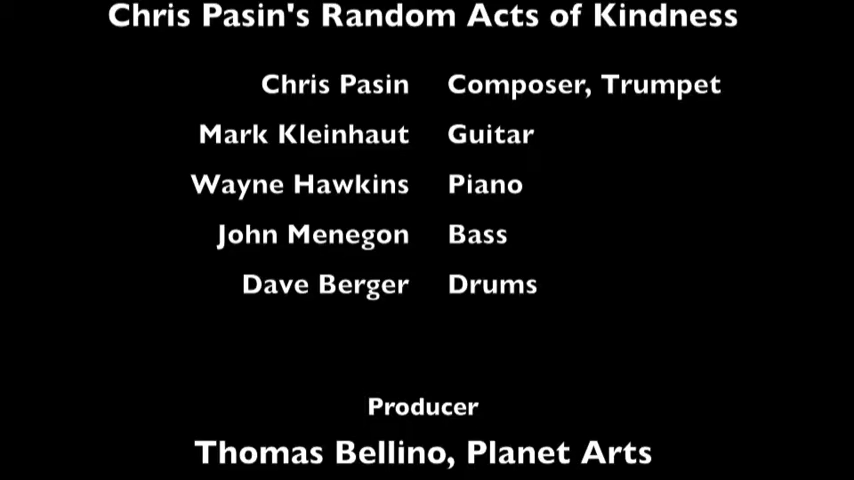 Chris Pasin's Random Acts of Kindness
Chris Pasin Composer, Trumpet
Mark Kleinhaut Guitar
Wayne Hawkins Piano
John Menegon Bass
Dave Berger Drums
Producer
Thomas Bellino, Planet Arts